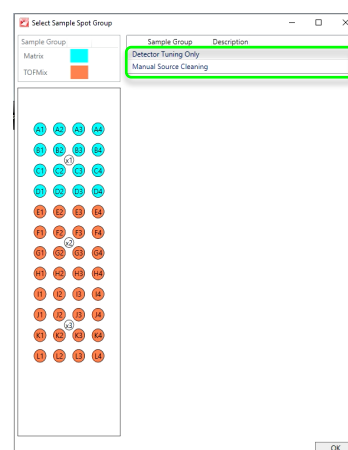 Select Sample Spot Group
Sample Group
Matrix
TOFMix
Sample Group Description
Detector Tuning Only
Manual Source Cleaning
A1 A2 A3 A4
B1 B2 B3 B4
x1
C1 C2 C3 C4
D1 D2 D3 D4
E1 E2 E3 E4
F1 F2 F3 F4
x2
G1 G2 G3 G4
H1 H2 H3 H4
I1 I2 I3 I4
J1 J2 J3 J4
x3
K1 K2 K3 K4
L1 L2 L3 L4
OK